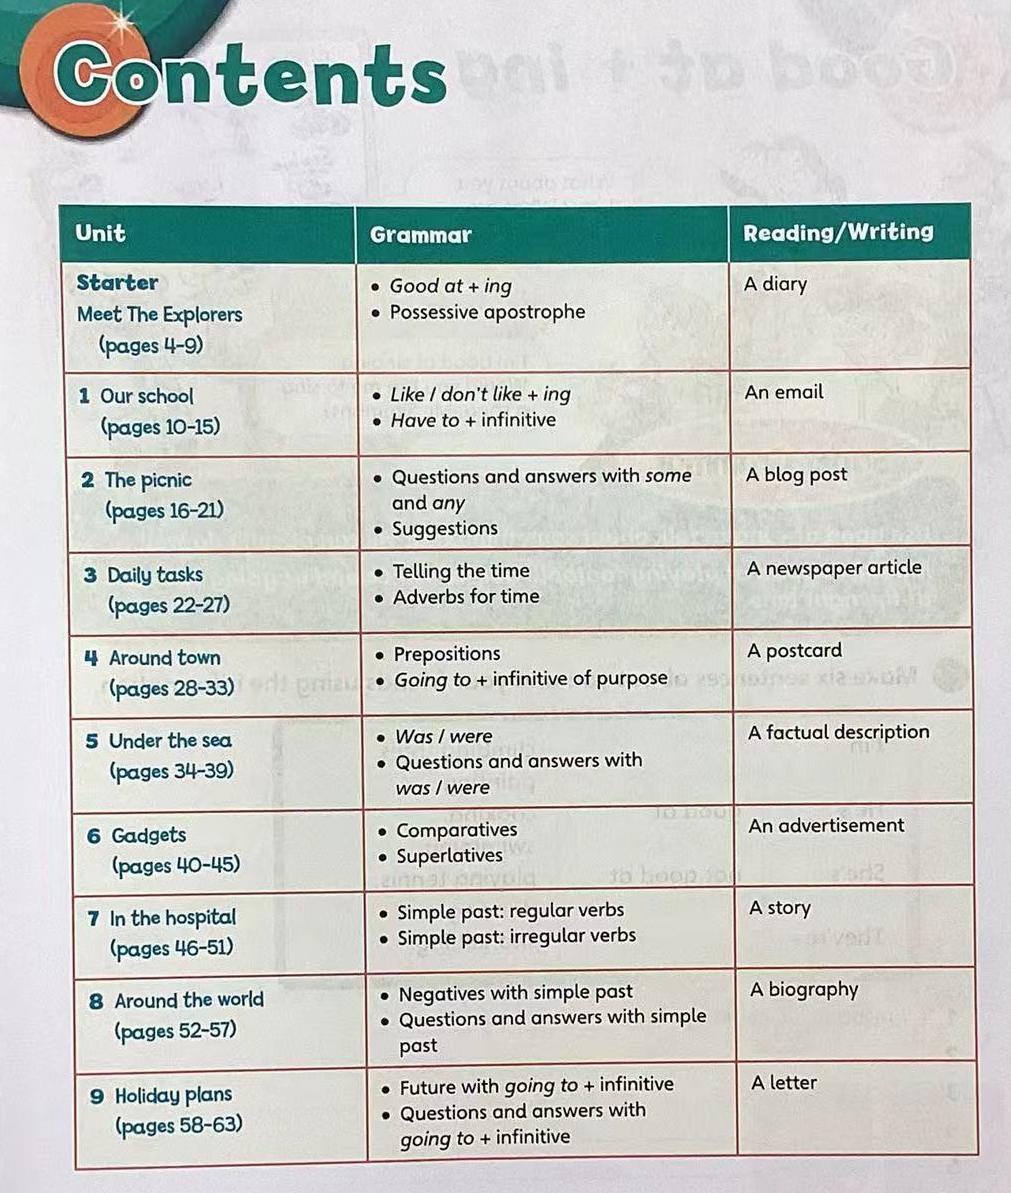 Contents
Unit
Grammar
Reading/Writing
Starter
Meet The Explorers
(pages 4–9)
• Good at + ing
• Possessive apostrophe
A diary
1 Our school
(pages 10–15)
• Like / don't like + ing
• Have to + infinitive
An email
2 The picnic
(pages 16–21)
• Questions and answers with some
and any
• Suggestions
A blog post
3 Daily tasks
(pages 22–27)
• Telling the time
• Adverbs for time
A newspaper article
4 Around town
(pages 28–33)
• Prepositions
• Going to + infinitive of purpose
A postcard
5 Under the sea
(pages 34–39)
• Was / were
• Questions and answers with
was / were
A factual description
6 Gadgets
(pages 40–45)
• Comparatives
• Superlatives
An advertisement
7 In the hospital
(pages 46–51)
• Simple past: regular verbs
• Simple past: irregular verbs
A story
8 Around the world
(pages 52–57)
• Negatives with simple past
• Questions and answers with simple
past
A biography
9 Holiday plans
(pages 58–63)
• Future with going to + infinitive
• Questions and answers with
going to + infinitive
A letter